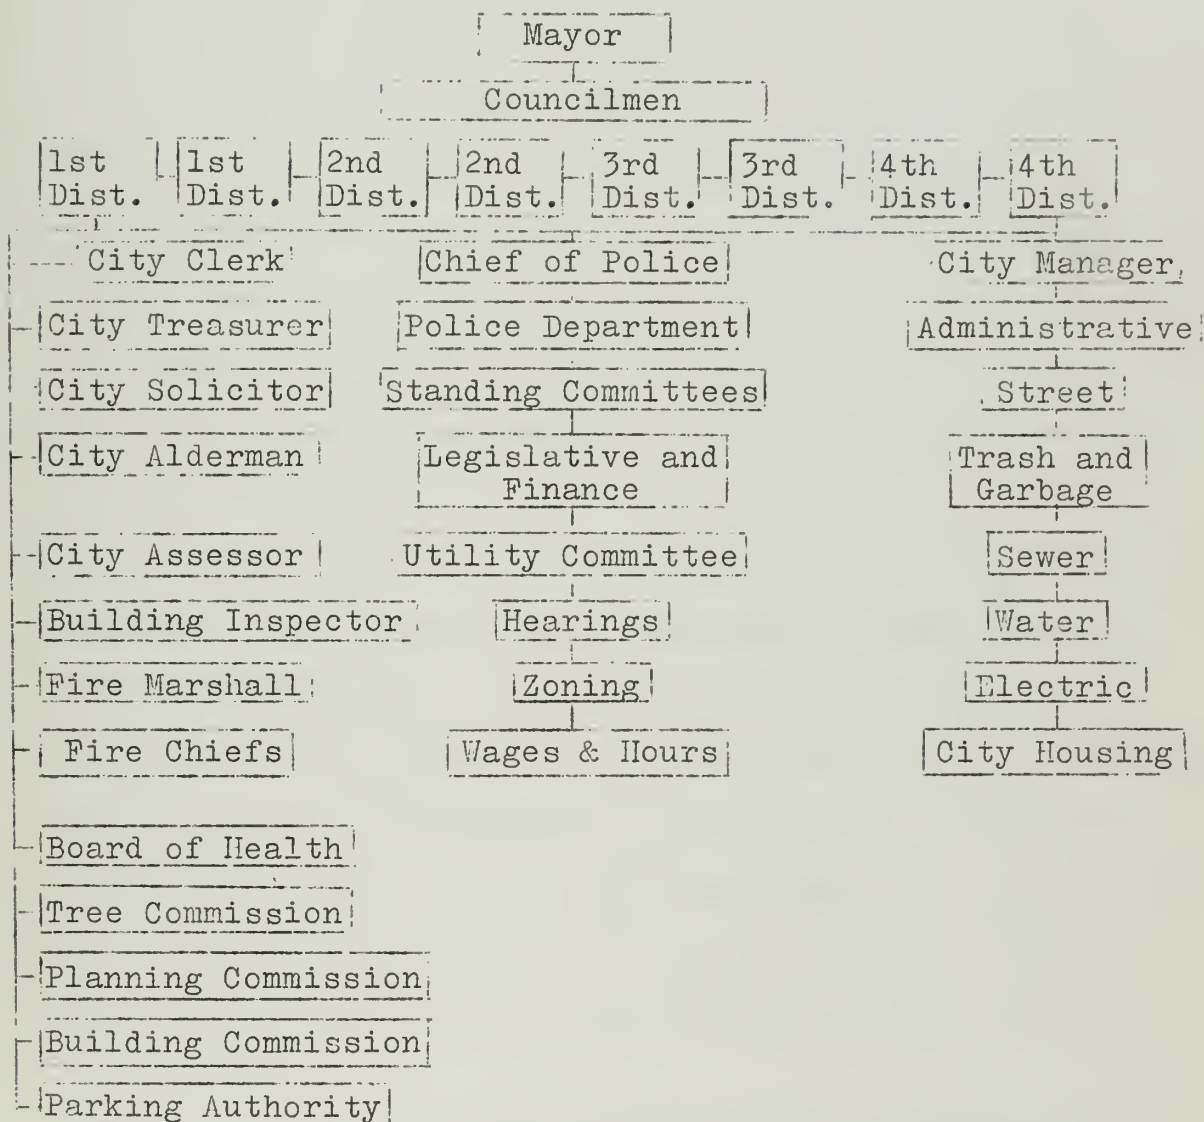 Mayor
Councilmen
1st Dist.
1st Dist.
2nd Dist.
2nd Dist.
3rd Dist.
3rd Dist.
4th Dist.
4th Dist.
City Clerk
City Treasurer
City Solicitor
City Alderman
City Assessor
Building Inspector
Fire Marshall
Fire Chiefs
Board of Health
Tree Commission
Planning Commission
Building Commission
Parking Authority
Chief of Police
Police Department
Standing Committees
Legislative and
Finance
Utility Committee
Hearings
Zoning
Wages & Hours
City Manager
Administrative
Street
Trash and
Garbage
Sewer
Water
Electric
City Housing